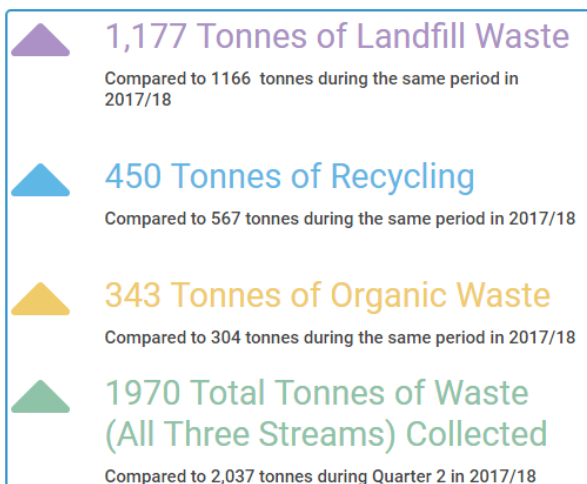 1,177 Tonnes of Landfill Waste
Compared to 1166 tonnes during the same period in
2017/18
450 Tonnes of Recycling
Compared to 567 tonnes during the same period in 2017/18
343 Tonnes of Organic Waste
Compared to 304 tonnes during the same period in 2017/18
1970 Total Tonnes of Waste
(All Three Streams) Collected
Compared to 2,037 tonnes during Quarter 2 in 2017/18